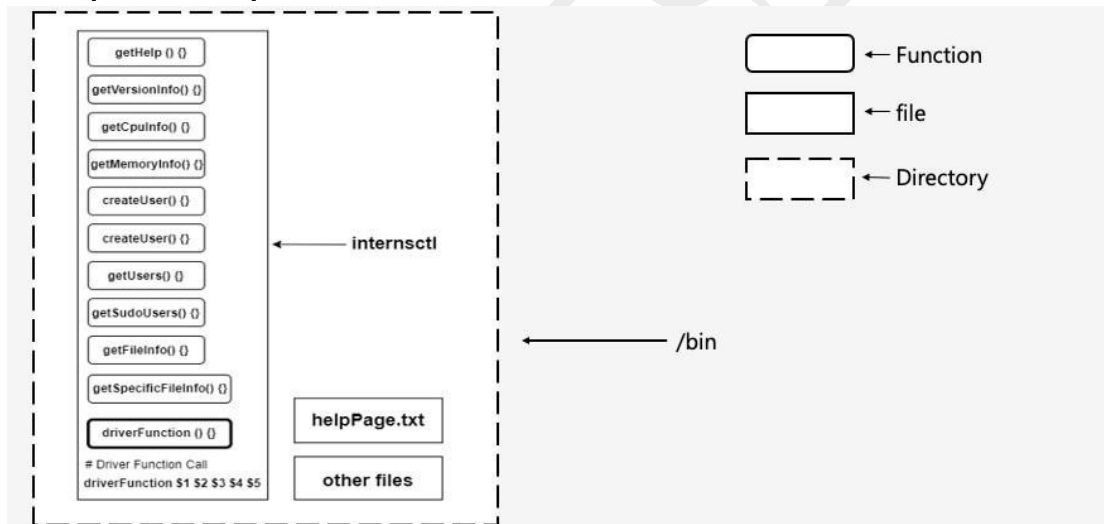 getHelp () {}
getVersionInfo() {}
getCpuInfo() {}
getMemoryInfo() {}
createUser() {}
createUser() {}
getUsers() {}
getSudoUsers() {}
getFileInfo() {}
getSpecificFileInfo() {}
driverFunction () {}
# Driver Function Call
driverFunction $1 $2 $3 $4 $5
internsctl
helpPage.txt
other files
/bin
Function
file
Directory